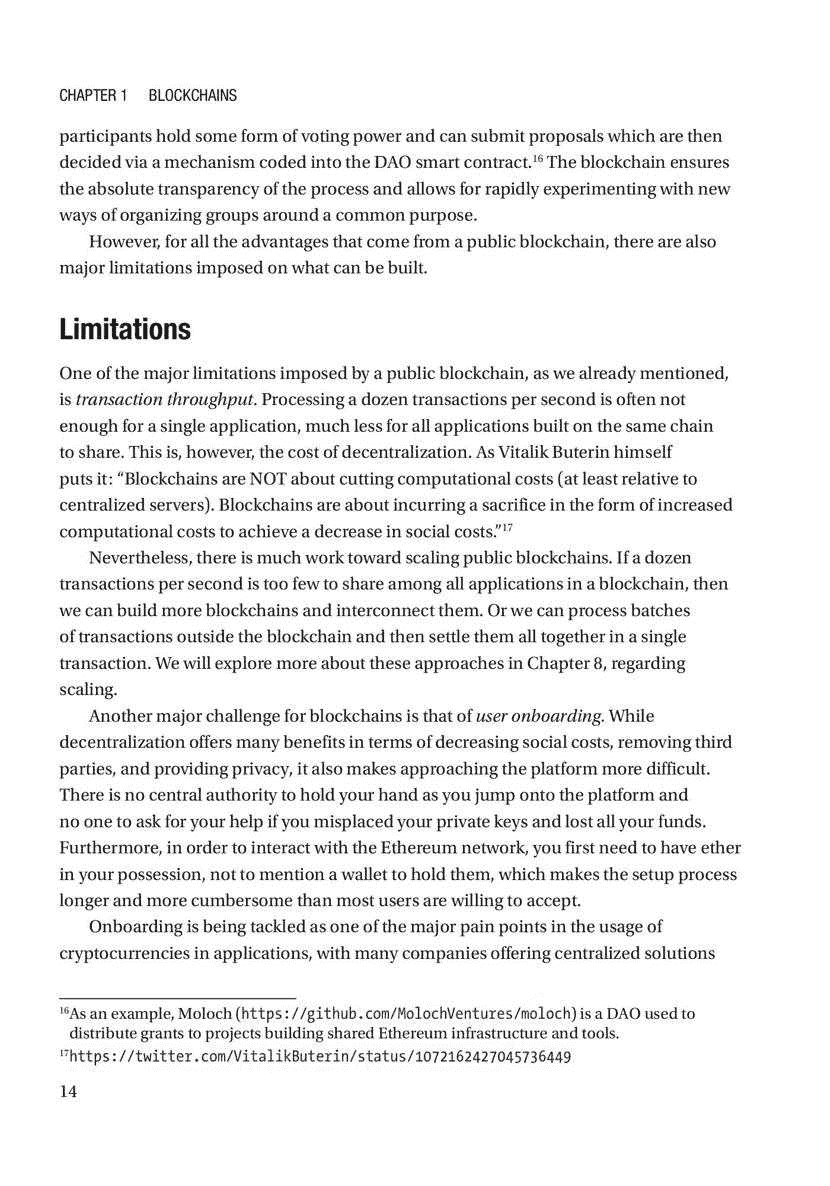 CHAPTER 1 BLOCKCHAINS
participants hold some form of voting power and can submit proposals which are then
decided via a mechanism coded into the DAO smart contract.16 The blockchain ensures
the absolute transparency of the process and allows for rapidly experimenting with new
ways of organizing groups around a common purpose.
However, for all the advantages that come from a public blockchain, there are also
major limitations imposed on what can be built.
Limitations
One of the major limitations imposed by a public blockchain, as we already mentioned,
is transaction throughput. Processing a dozen transactions per second is often not
enough for a single application, much less for all applications built on the same chain
to share. This is, however, the cost of decentralization. As Vitalik Buterin himself
puts it: “Blockchains are NOT about cutting computational costs (at least relative to
centralized servers). Blockchains are about incurring a sacrifice in the form of increased
computational costs to achieve a decrease in social costs.”17
Nevertheless, there is much work toward scaling public blockchains. If a dozen
transactions per second is too few to share among all applications in a blockchain, then
we can build more blockchains and interconnect them. Or we can process batches
of transactions outside the blockchain and then settle them all together in a single
transaction. We will explore more about these approaches in Chapter 8, regarding
scaling.
Another major challenge for blockchains is that of user onboarding. While
decentralization offers many benefits in terms of decreasing social costs, removing third
parties, and providing privacy, it also makes approaching the platform more difficult.
There is no central authority to hold your hand as you jump onto the platform and
no one to ask for your help if you misplaced your private keys and lost all your funds.
Furthermore, in order to interact with the Ethereum network, you first need to have ether
in your possession, not to mention a wallet to hold them, which makes the setup process
longer and more cumbersome than most users are willing to accept.
Onboarding is being tackled as one of the major pain points in the usage of
cryptocurrencies in applications, with many companies offering centralized solutions
16As an example, Moloch (https://github.com/MolochVentures/moloch) is a DAO used to
distribute grants to projects building shared Ethereum infrastructure and tools.
17https://twitter.com/VitalikButerin/status/1072162427045736449
14